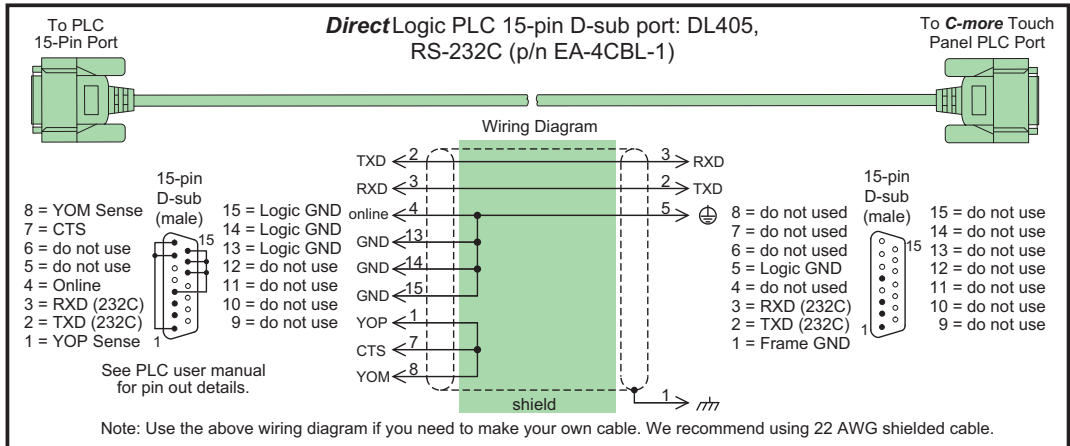 To PLC
15-Pin Port
DirectLogic PLC 15-pin D-sub port: DL405,
RS-232C (p/n EA-4CBL-1)
To C-more Touch
Panel PLC Port
Wiring Diagram
15-pin
D-sub
(male)
8 = YOM Sense
7 = CTS
6 = do not use
5 = do not use
4 = Online
3 = RXD (232C)
2 = TXD (232C)
1 = YOP Sense
15
1
15 = Logic GND
14 = Logic GND
13 = Logic GND
12 = do not use
11 = do not use
10 = do not use
9 = do not use
See PLC user manual
for pin out details.
TXD 2 3 RXD
RXD 3 2 TXD
online 4 5
GND 13
GND 14
GND 15
YOP 1
CTS 7
YOM 8
shield
1
15-pin
D-sub
(male)
8 = do not used
7 = do not used
6 = do not used
5 = Logic GND
4 = do not used
3 = RXD (232C)
2 = TXD (232C)
1 = Frame GND
15
1
15 = do not use
14 = do not use
13 = do not use
12 = do not use
11 = do not use
10 = do not use
9 = do not use
Note: Use the above wiring diagram if you need to make your own cable. We recommend using 22 AWG shielded cable.